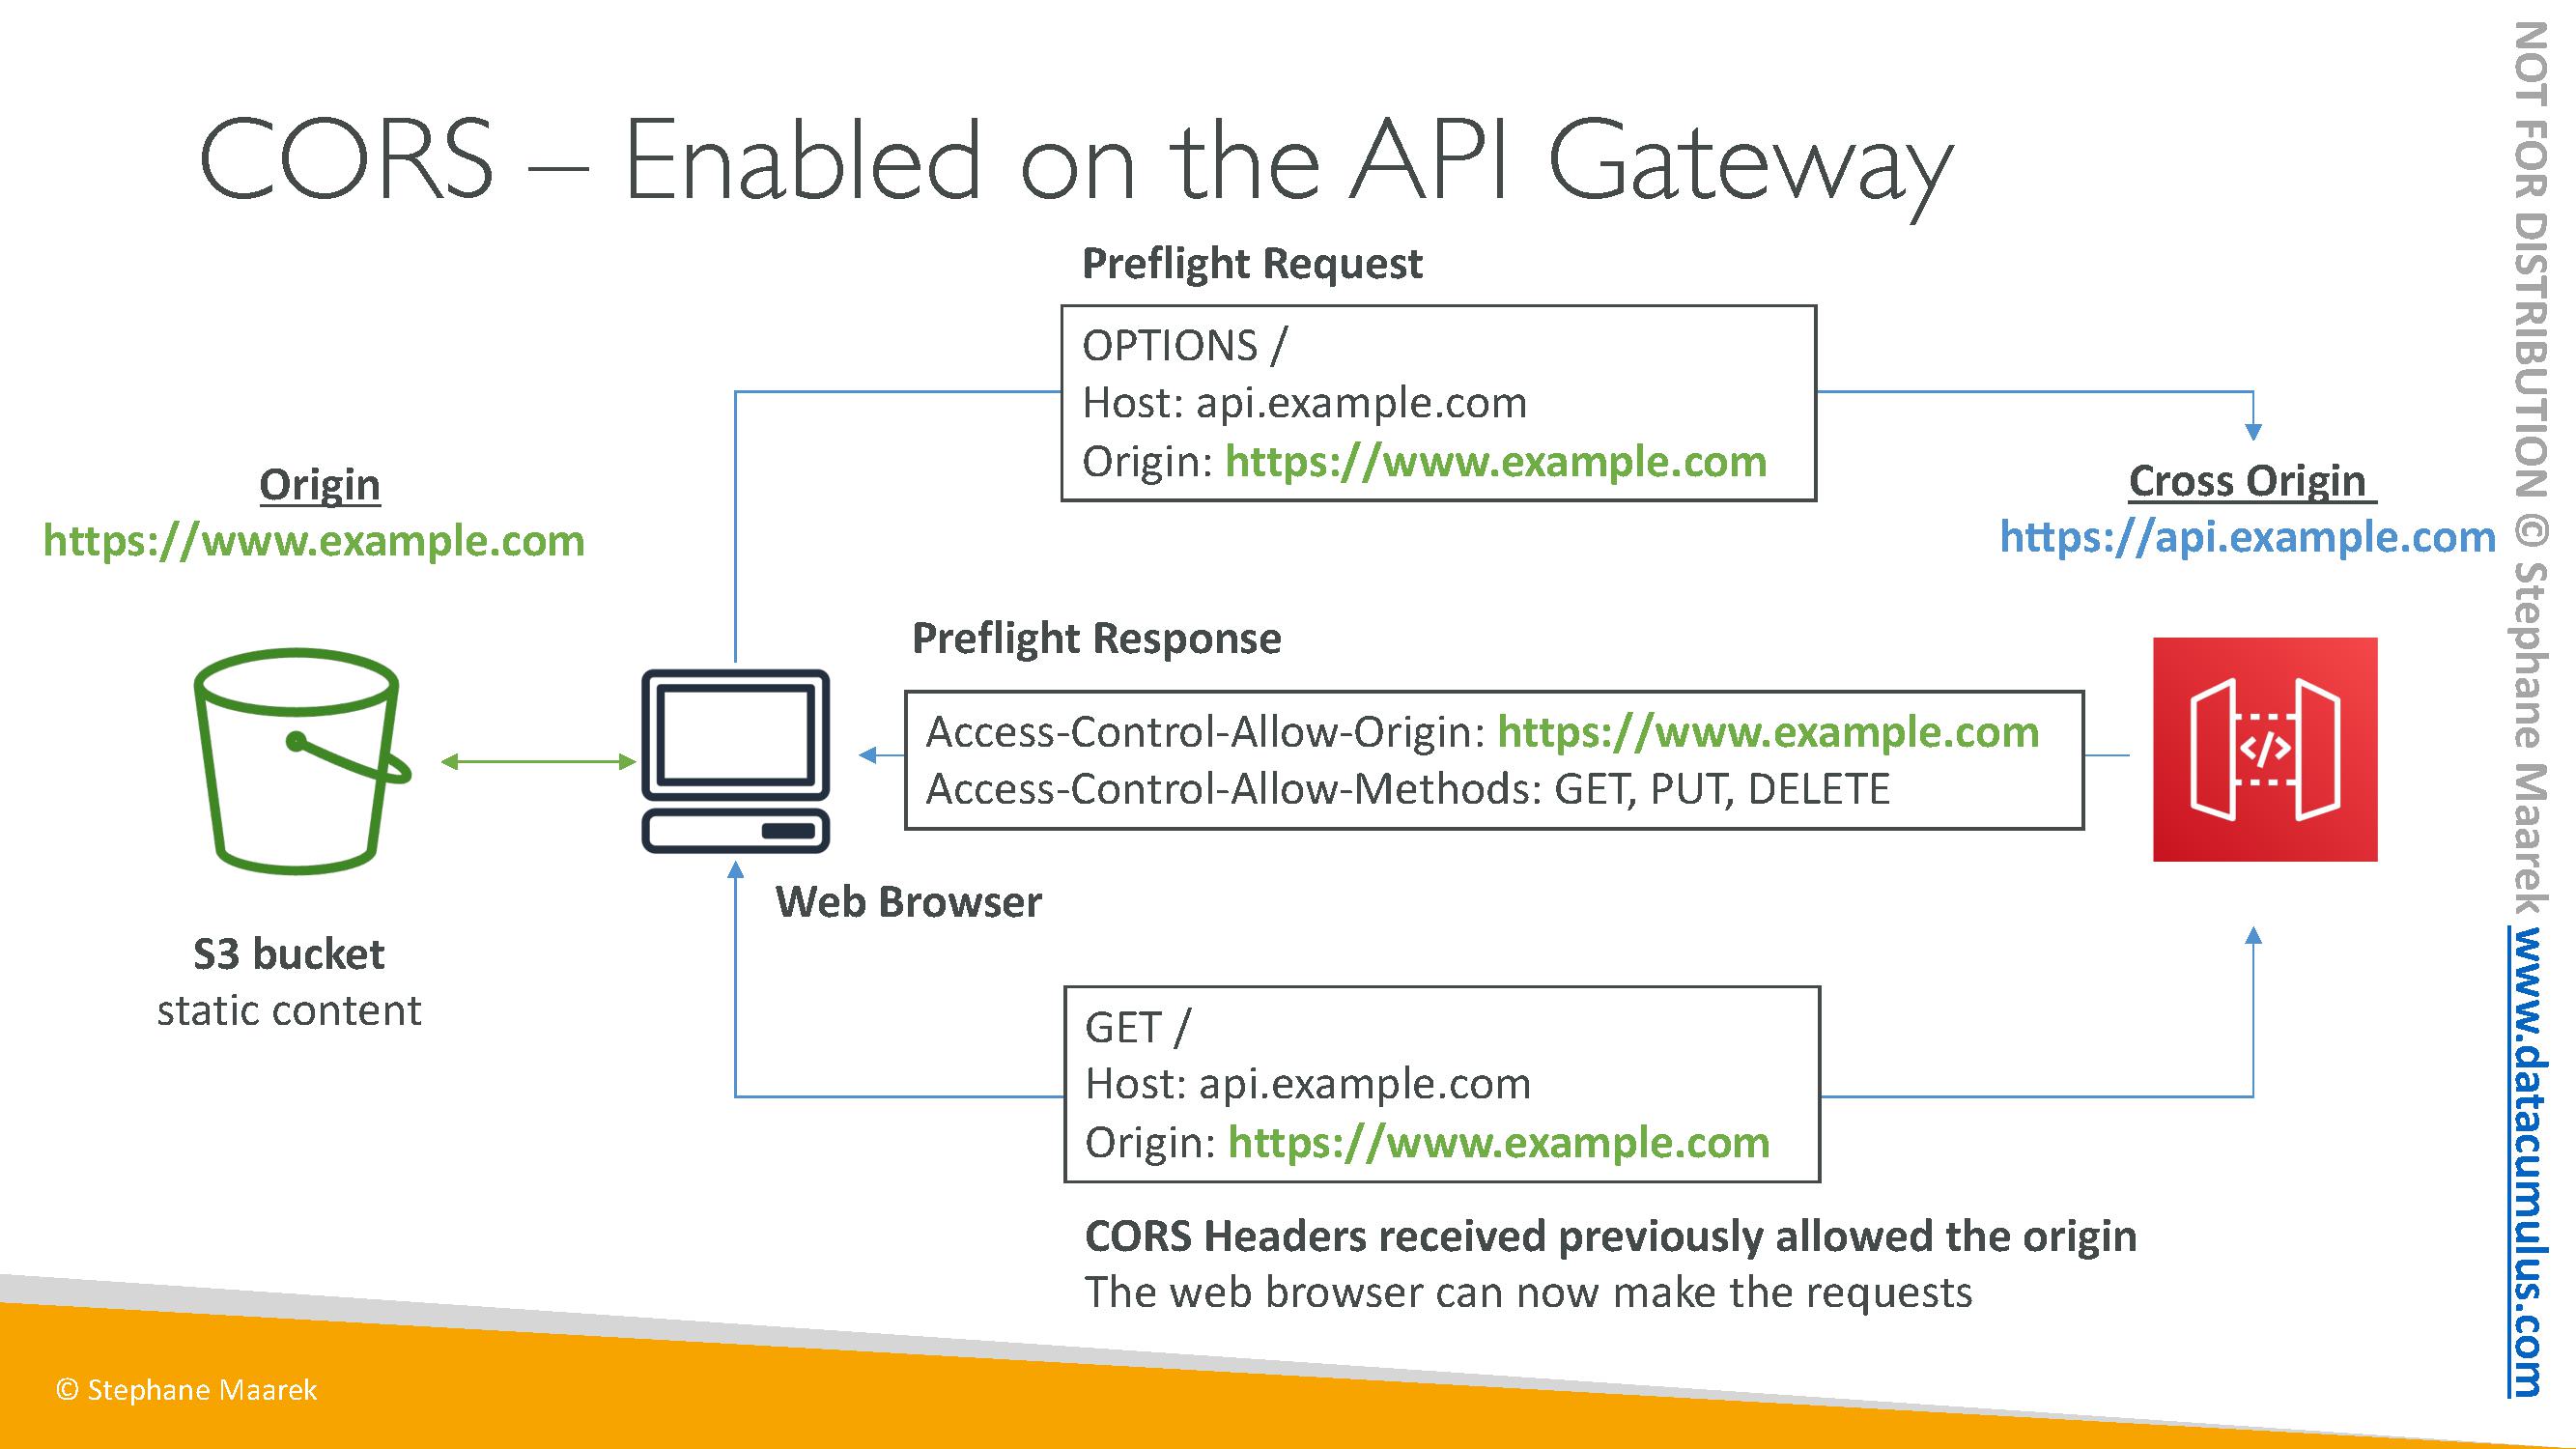 CORS – Enabled on the API Gateway
Preflight Request
OPTIONS /
Host: api.example.com
Origin: https://www.example.com
Origin
https://www.example.com
Cross Origin
https://api.example.com
Preflight Response
Access-Control-Allow-Origin: https://www.example.com
Access-Control-Allow-Methods: GET, PUT, DELETE
</>
Web Browser
S3 bucket
static content
GET /
Host: api.example.com
Origin: https://www.example.com
CORS Headers received previously allowed the origin
The web browser can now make the requests
© Stephane Maarek
NOT FOR DISTRIBUTION © Stephane Maarek www.datacumulus.com